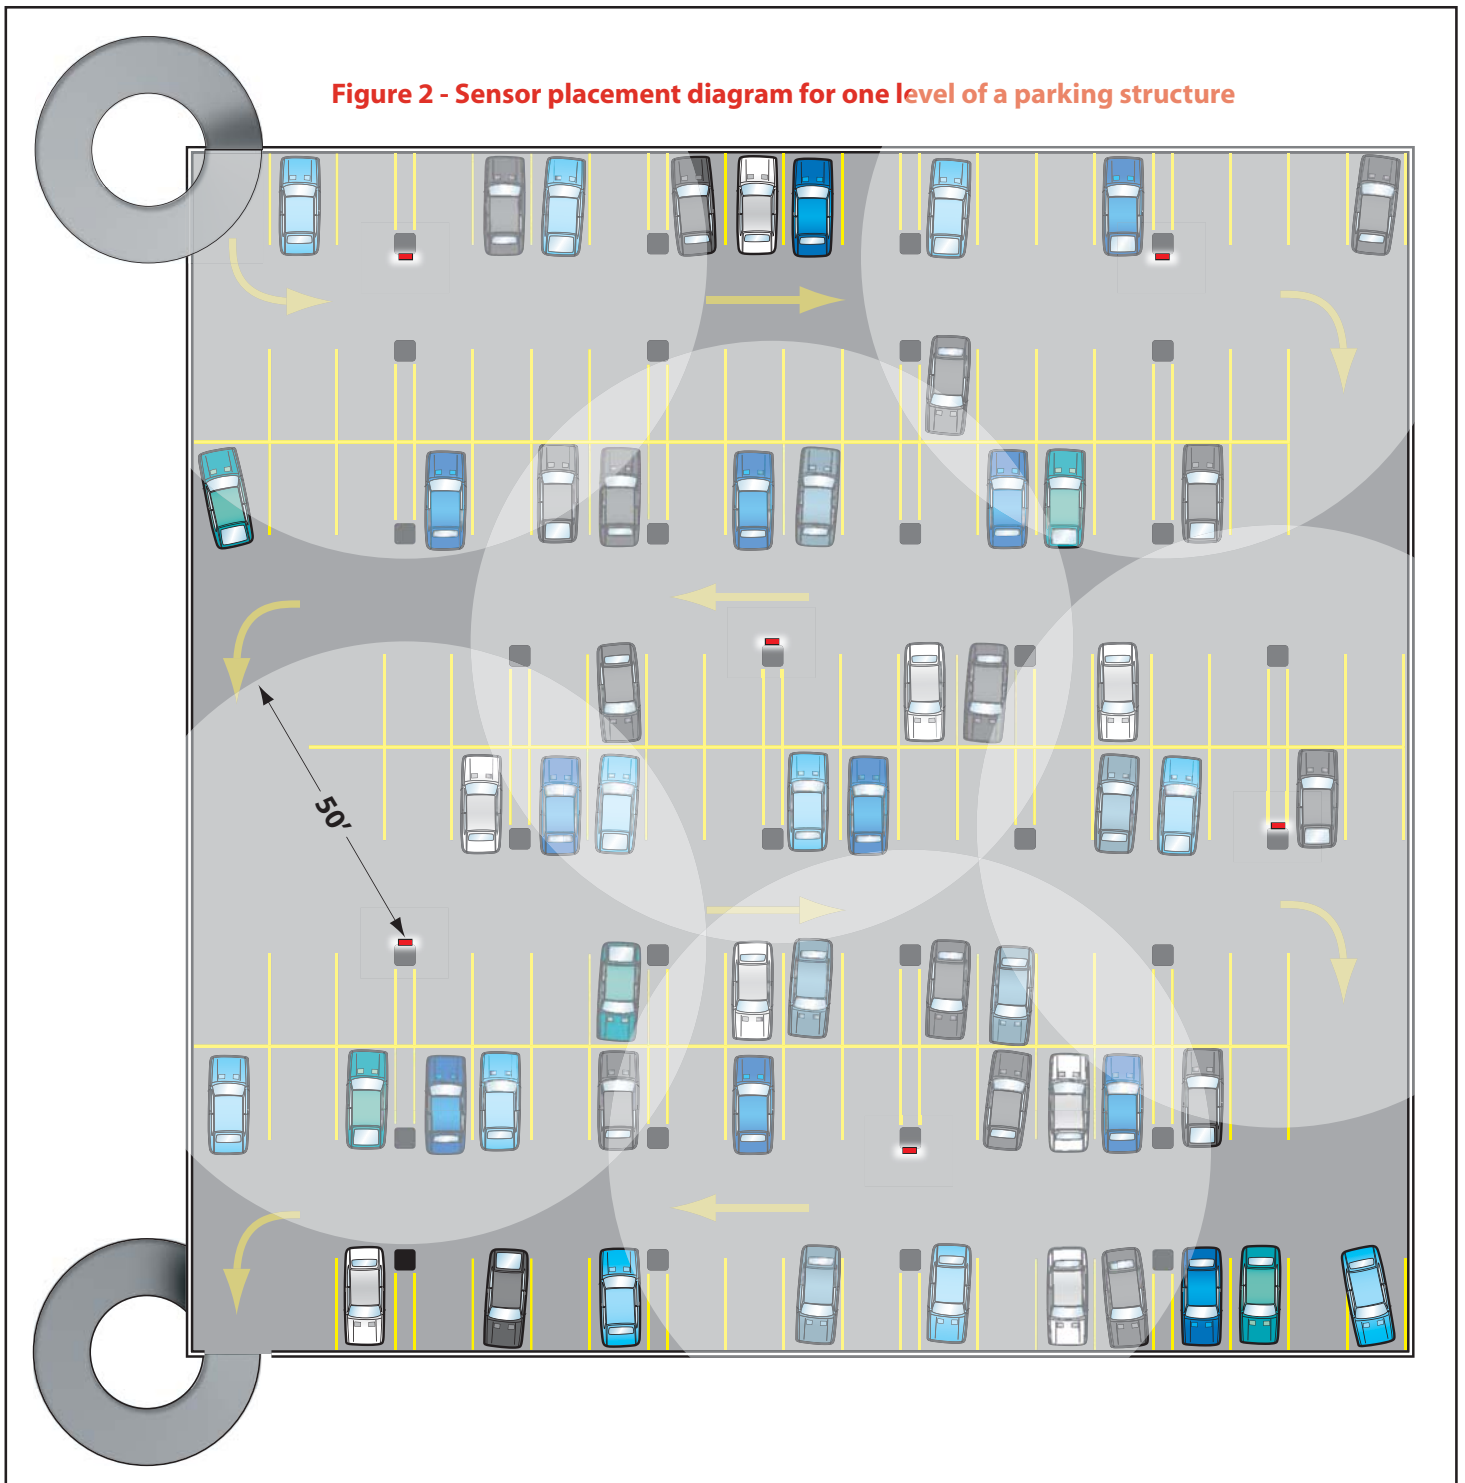 Figure 2 - Sensor placement diagram for one level of a parking structure
50’